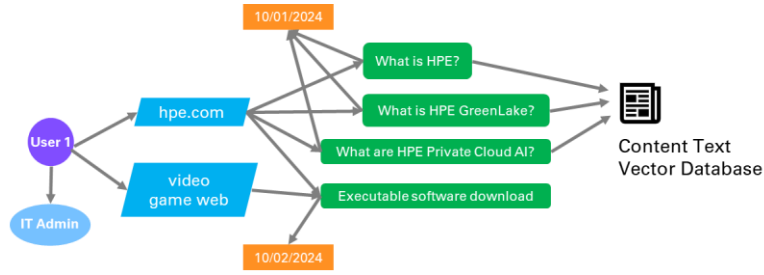 10/01/2024
What is HPE?
hpe.com
What is HPE GreenLake?
User 1
What are HPE Private Cloud AI?
Content Text
Vector Database
video
game web
Executable software download
IT Admin
10/02/2024